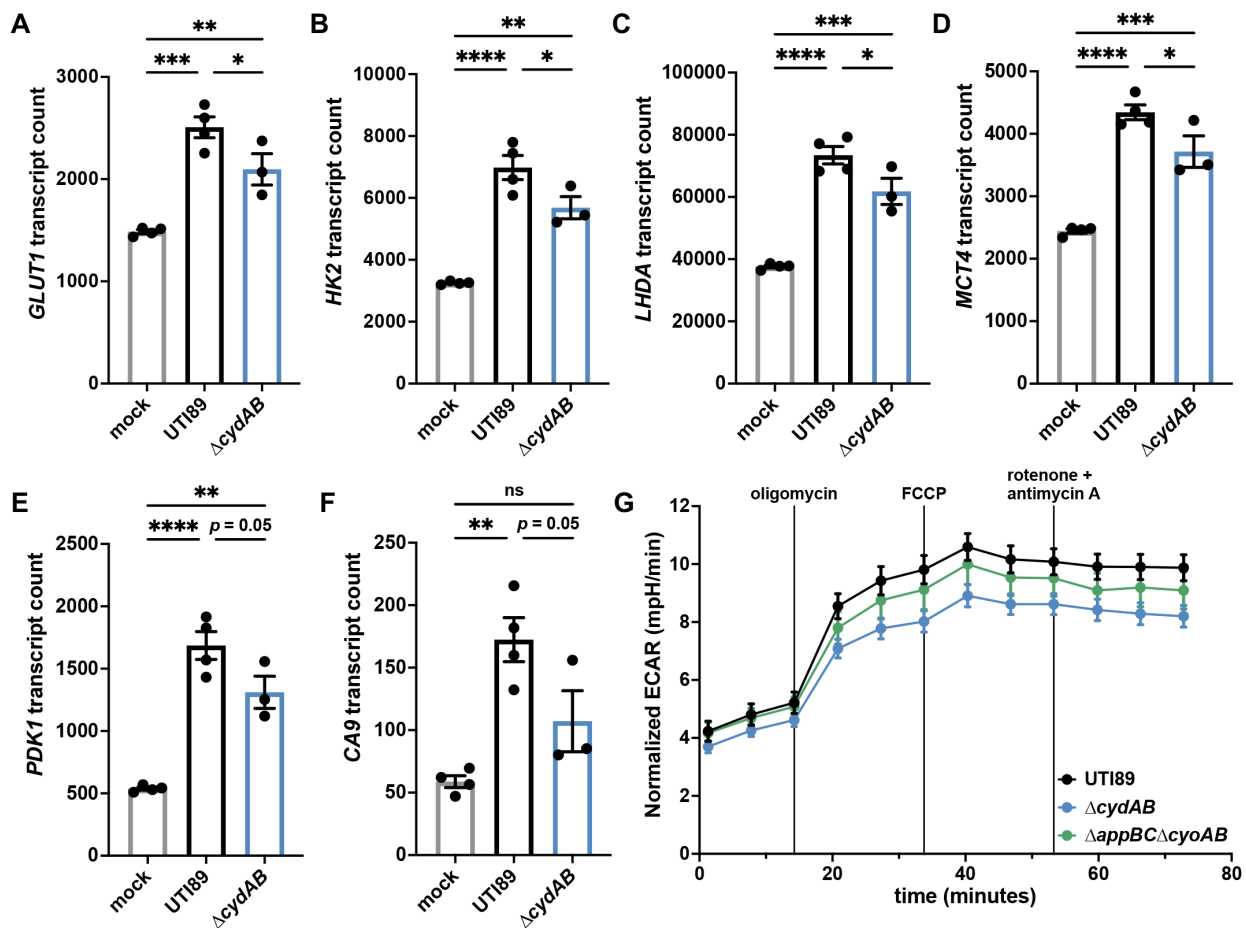 A
**
***
*
GLUT1 transcript count
3000
2000
1000
0
mock
UTI89
ΔcydAB
B
**
****
*
HK2 transcript count
10000
8000
6000
4000
2000
0
mock
UTI89
ΔcydAB
C
***
****
*
LHDA transcript count
100000
80000
60000
40000
20000
0
mock
UTI89
ΔcydAB
D
***
****
*
MCT4 transcript count
5000
4000
3000
2000
1000
0
mock
UTI89
ΔcydAB
E
**
****
p = 0.05
PDK1 transcript count
2500
2000
1500
1000
500
0
mock
UTI89
ΔcydAB
F
ns
**
p = 0.05
CA9 transcript count
250
200
150
100
50
0
mock
UTI89
ΔcydAB
G
oligomycin
FCCP
rotenone +
antimycin A
Normalized ECAR (mpH/min)
12
10
8
6
4
2
0
0
20
40
60
80
time (minutes)
UTI89
ΔcydAB
ΔappBCΔcyoAB